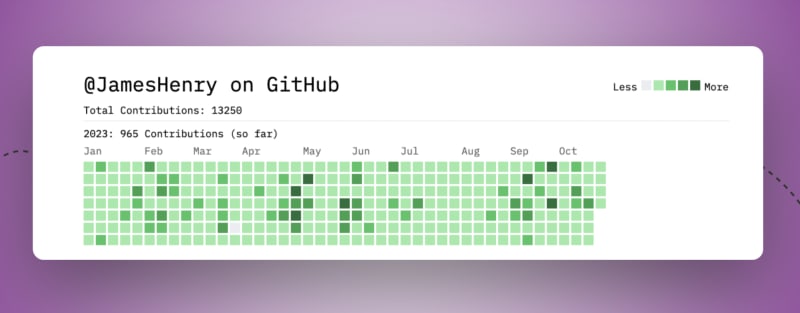 @JamesHenry on GitHub
Less More
Total Contributions: 13250
2023: 965 Contributions (so far)
Jan Feb Mar Apr May Jun Jul Aug Sep Oct